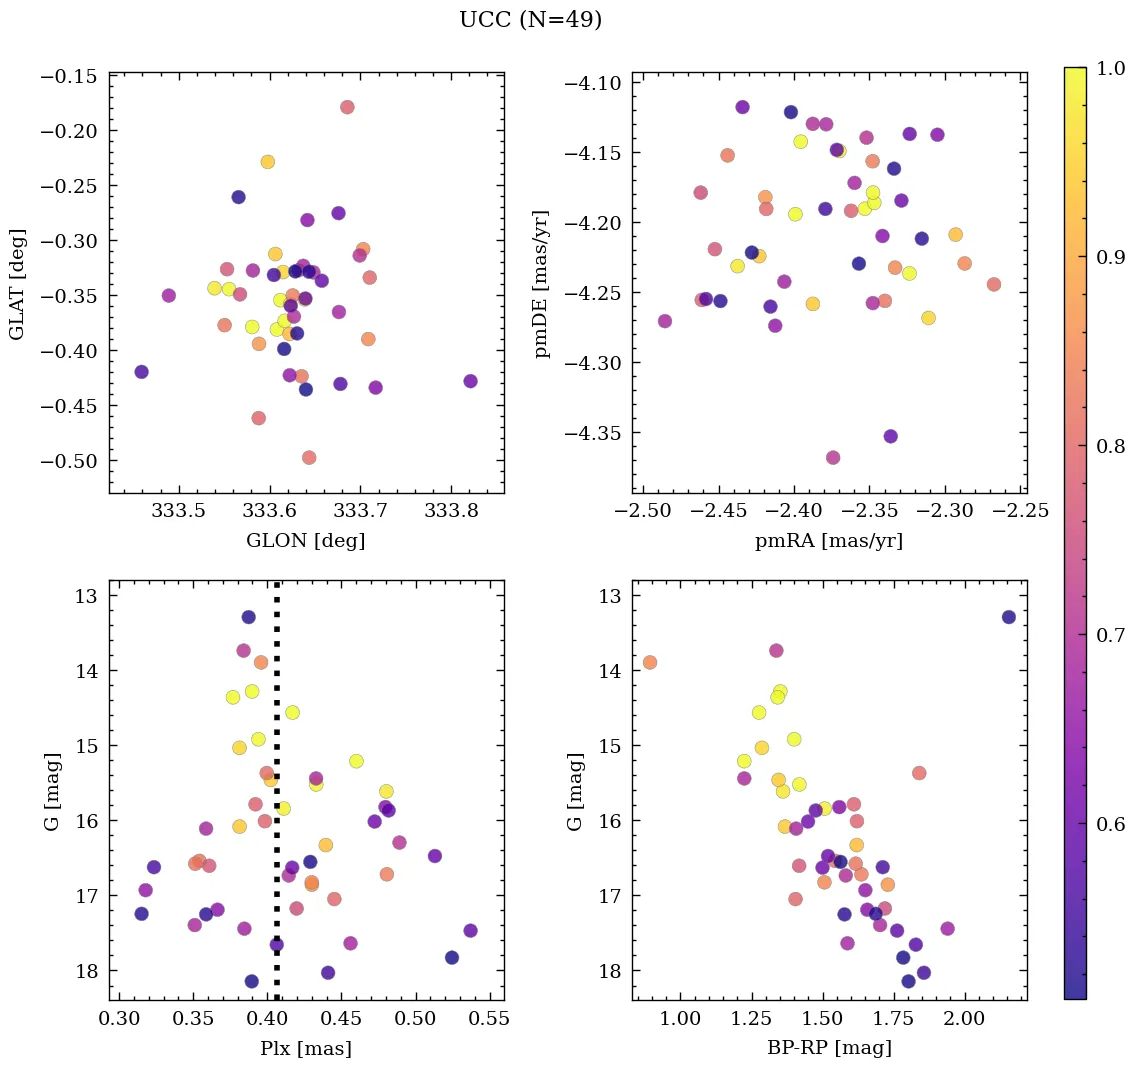 UCC (N=49)
−0.15
−0.20
−0.25
−0.30
−0.35
−0.40
−0.45
−0.50
GLAT [deg]
333.5 333.6 333.7 333.8
GLON [deg]
−4.10
−4.15
−4.20
−4.25
−4.30
−4.35
pmDE [mas/yr]
−2.50 −2.45 −2.40 −2.35 −2.30 −2.25
pmRA [mas/yr]
13
14
15
16
17
18
G [mag]
0.30 0.35 0.40 0.45 0.50 0.55
Plx [mas]
13
14
15
16
17
18
G [mag]
1.00 1.25 1.50 1.75 2.00
BP-RP [mag]
1.0
0.9
0.8
0.7
0.6